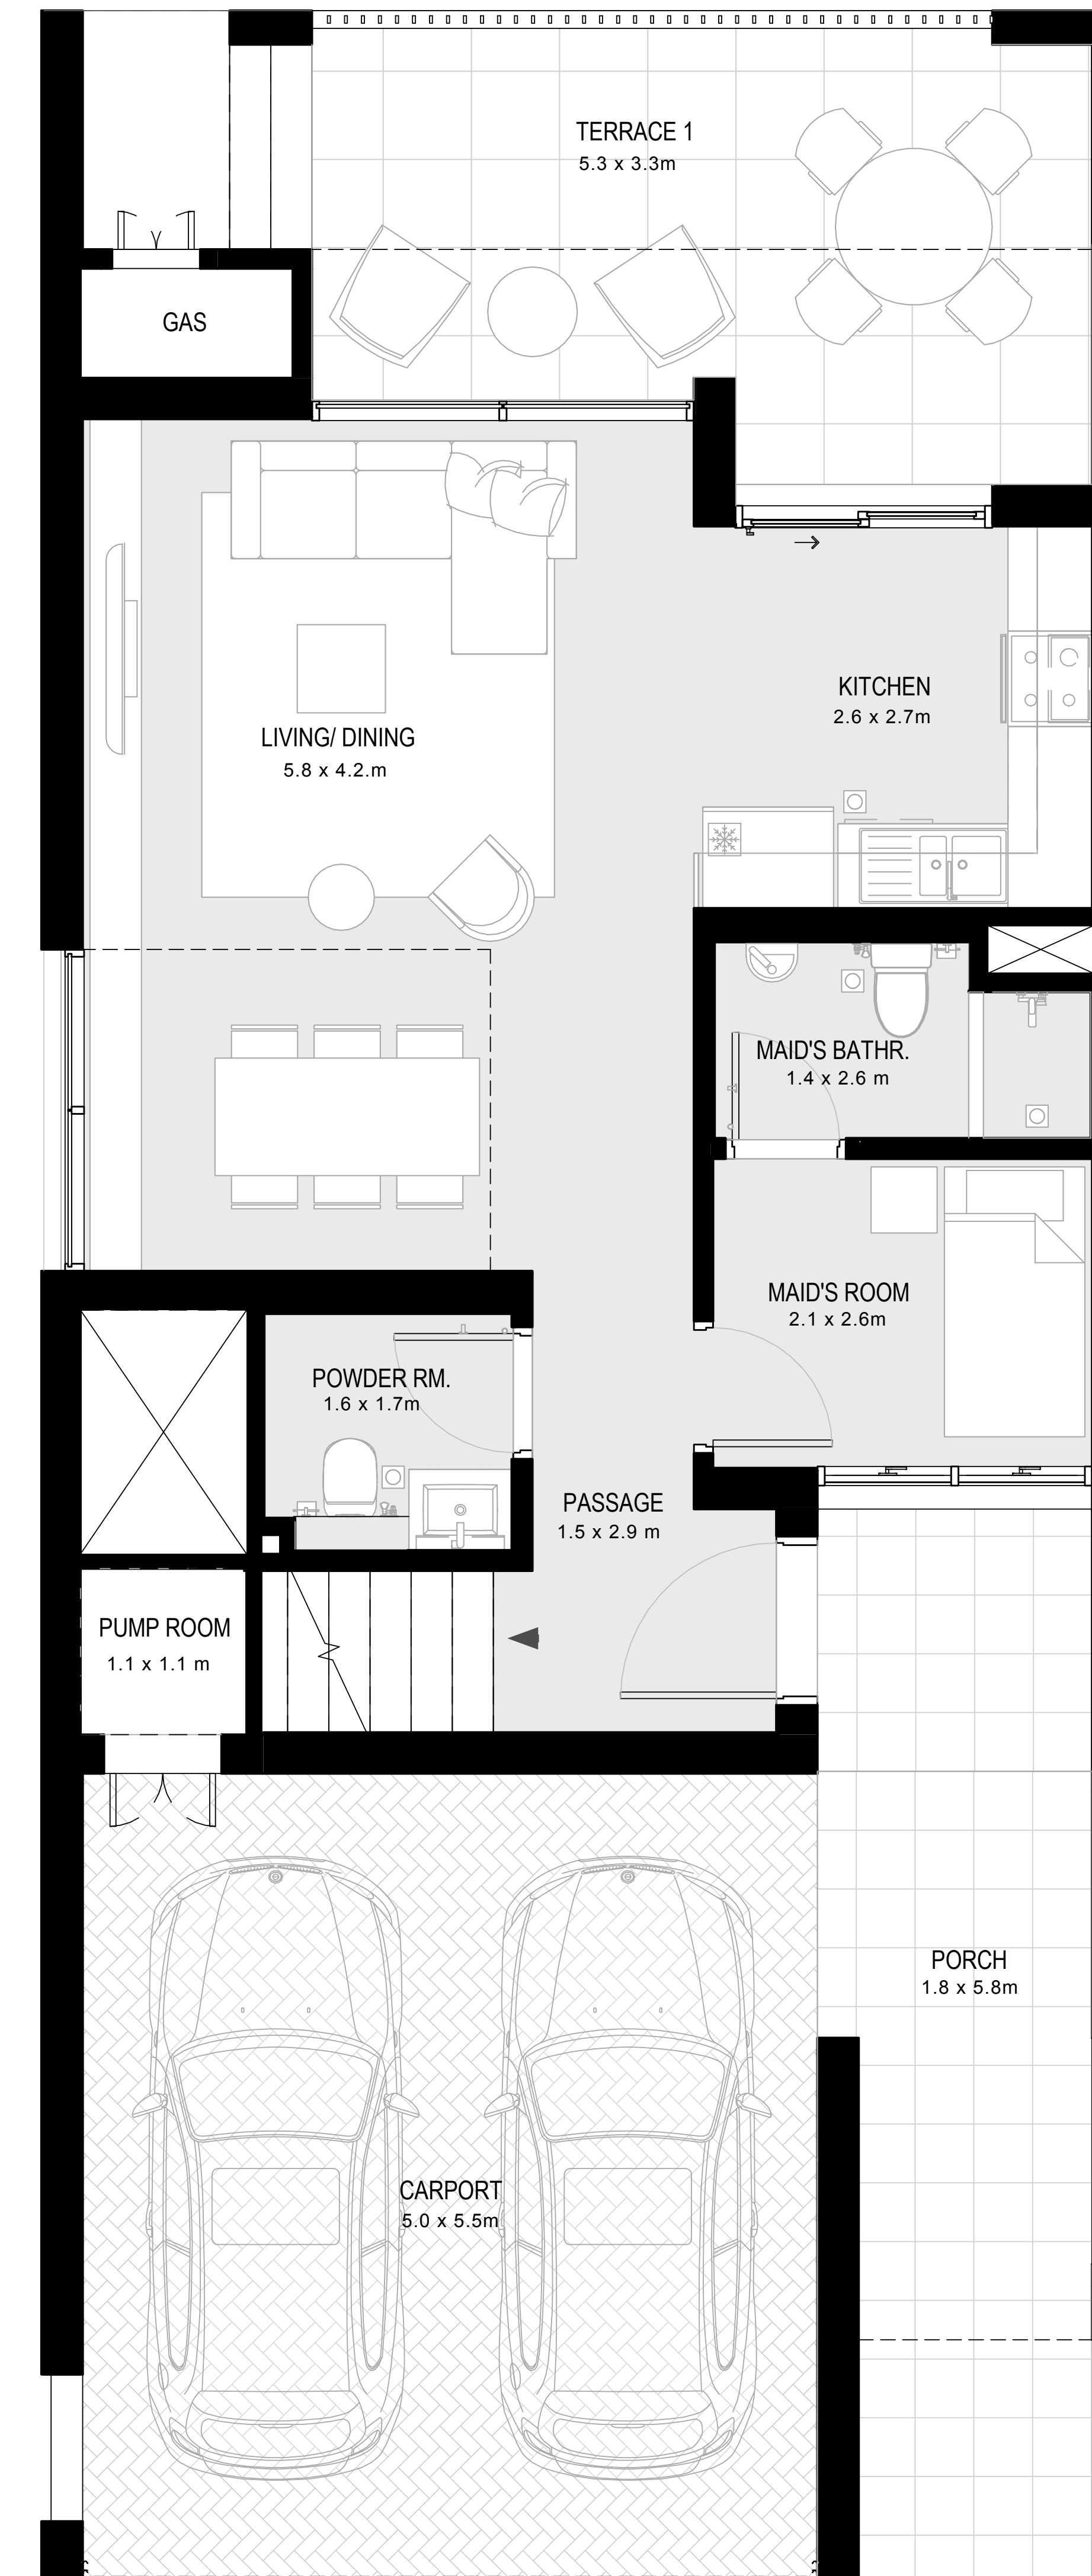 TERRACE 1
5.3 x 3.3m
GAS
KITCHEN
2.6 x 2.7m
LIVING/ DINING
5.8 x 4.2.m
MAID'S BATHR.
1.4 x 2.6 m
MAID'S ROOM
2.1 x 2.6m
POWDER RM.
1.6 x 1.7m
PASSAGE
1.5 x 2.9 m
PUMP ROOM
1.1 x 1.1 m
PORCH
1.8 x 5.8m
CARPORT
5.0 x 5.5m